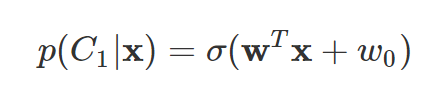 p(C₁|𝐱) = σ(𝐰ᵀ𝐱 + w₀)